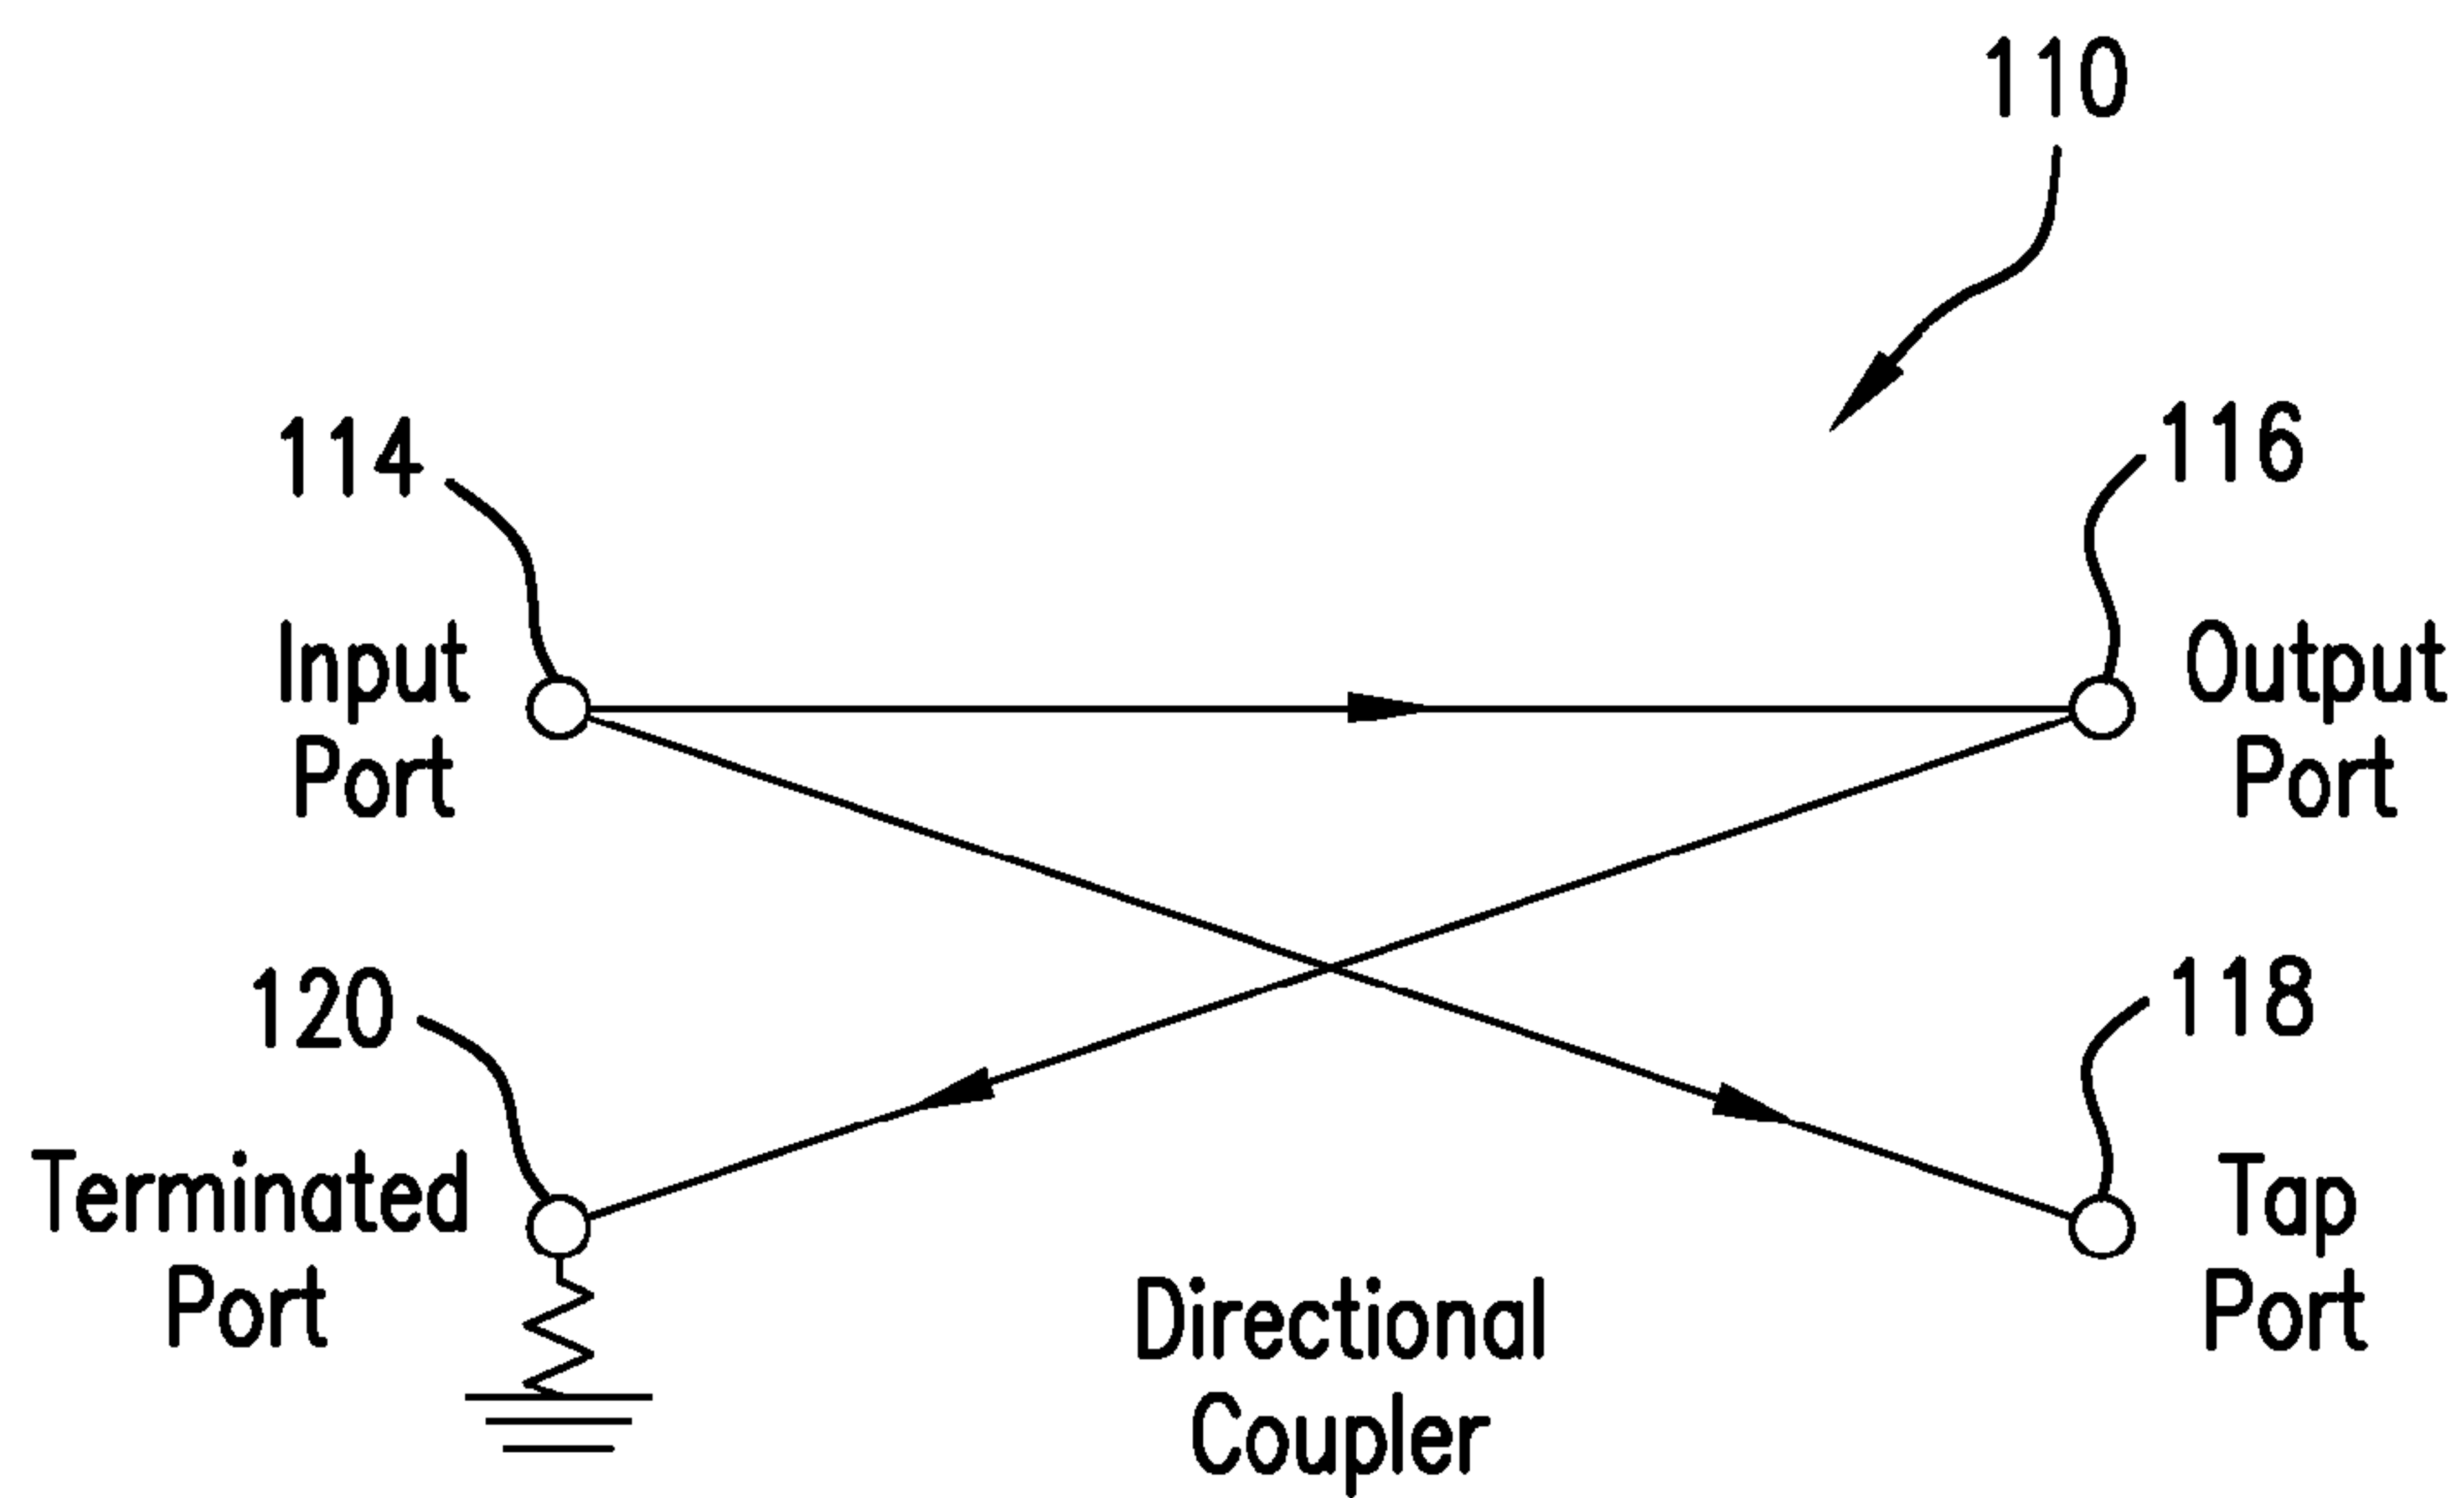 110
114
116
Input
Port
Output
Port
120
118
Terminated
Port
Tap
Port
Directional
Coupler